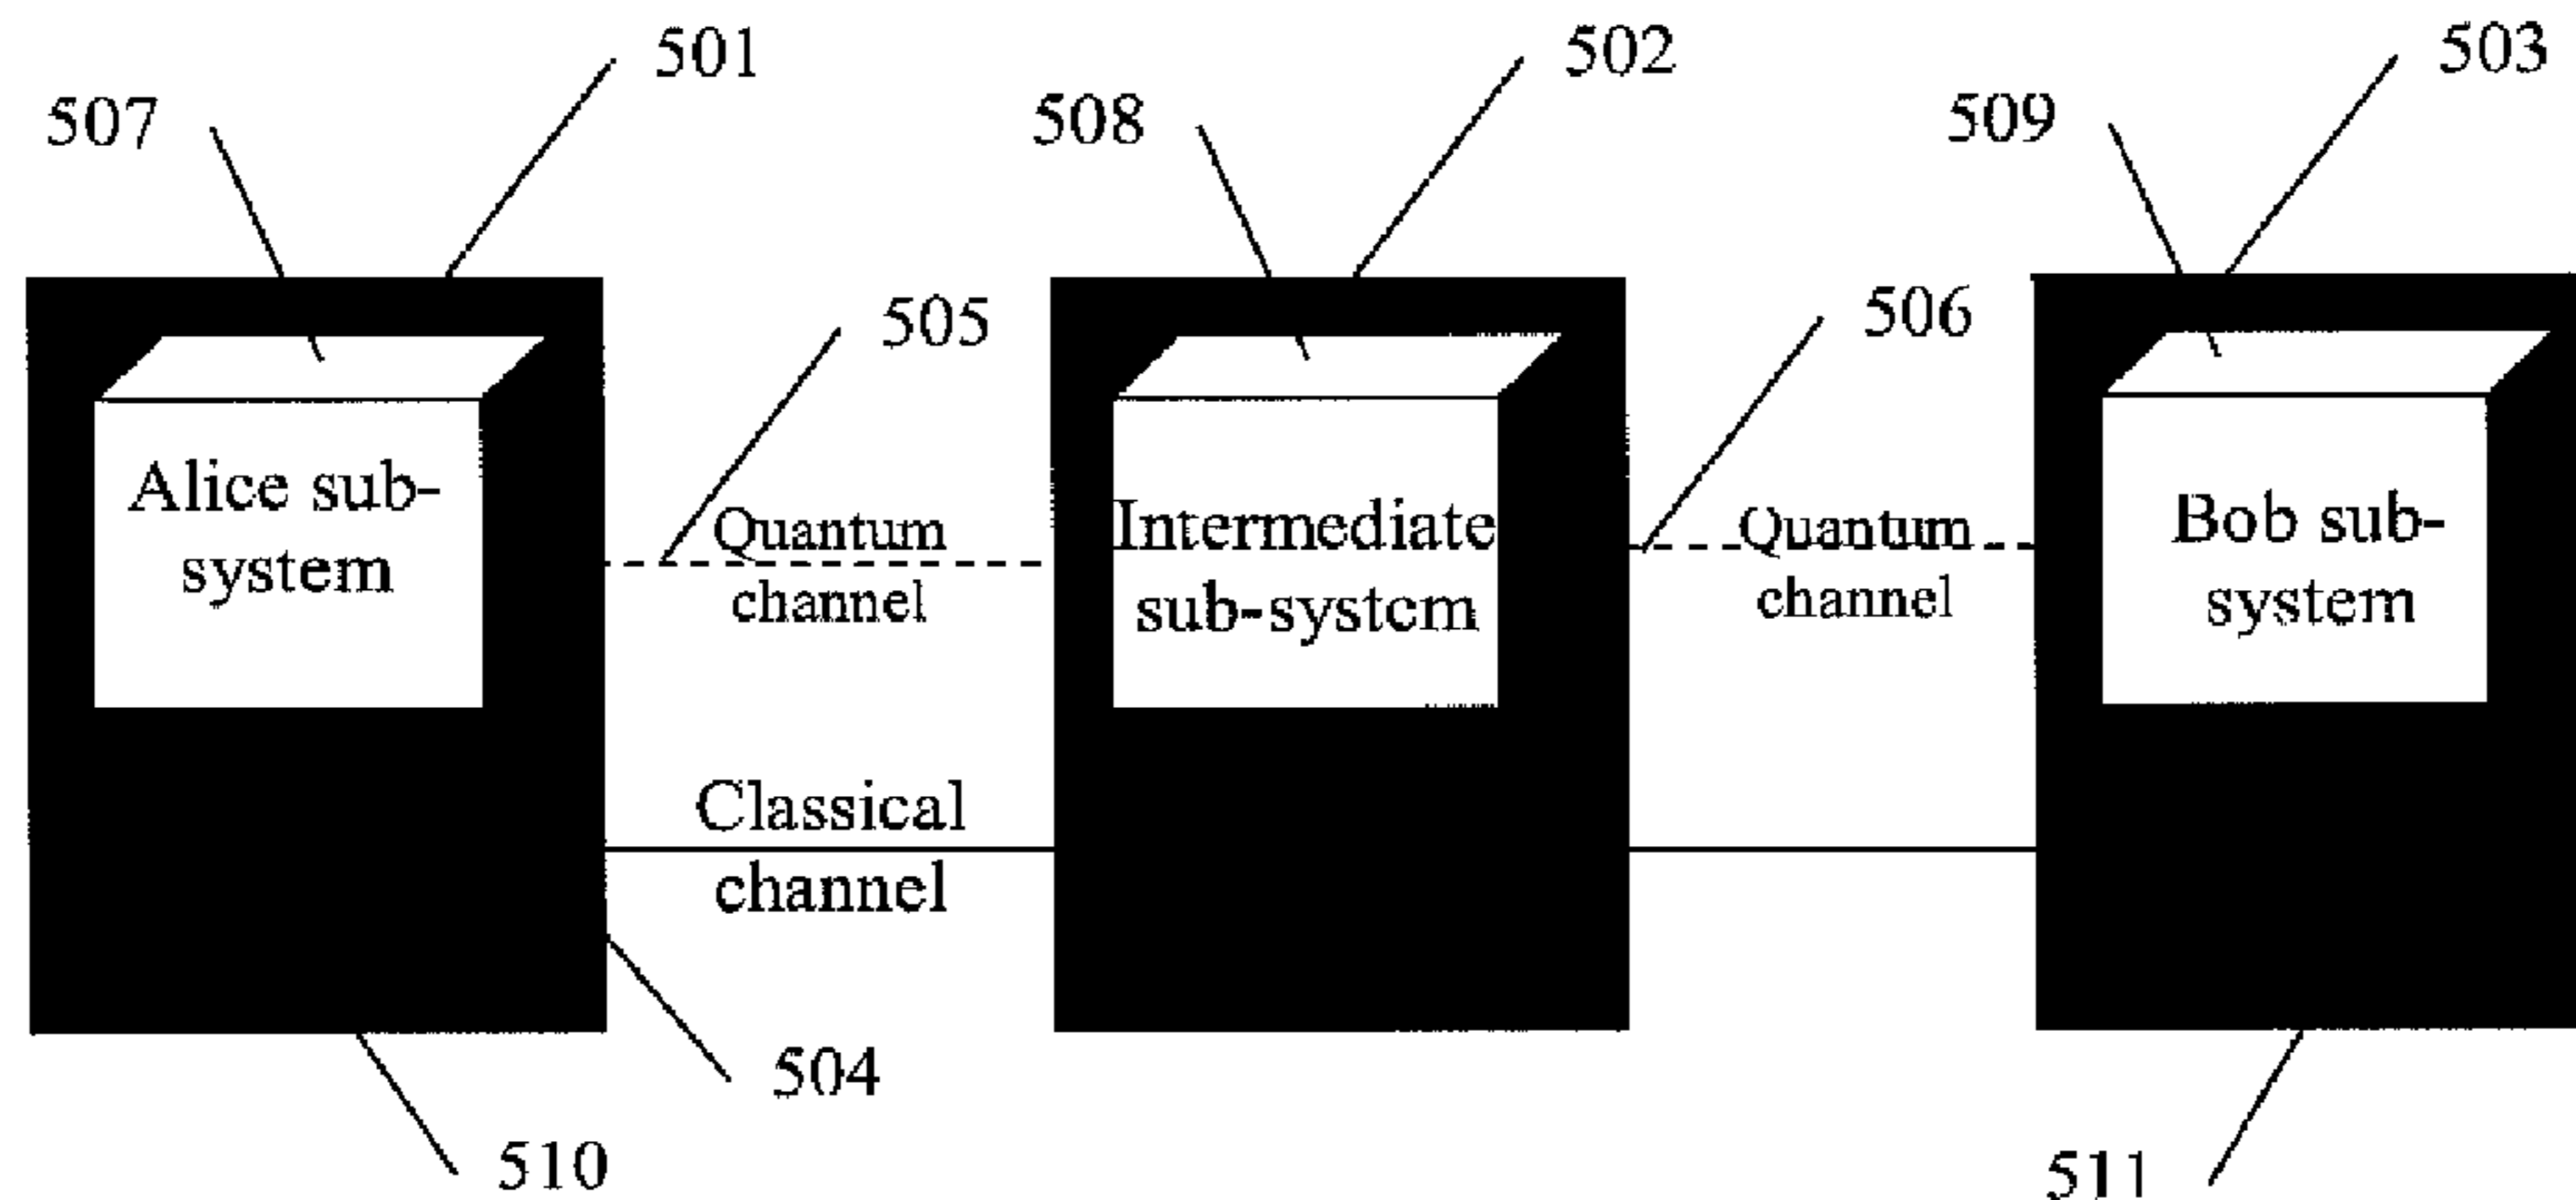 501
502
503
507
508
509
505
506
Alice sub-
system
Quantum
channel
Intermediate
sub-system
Quantum
channel
Bob sub-
system
Classical
channel
504
510
511